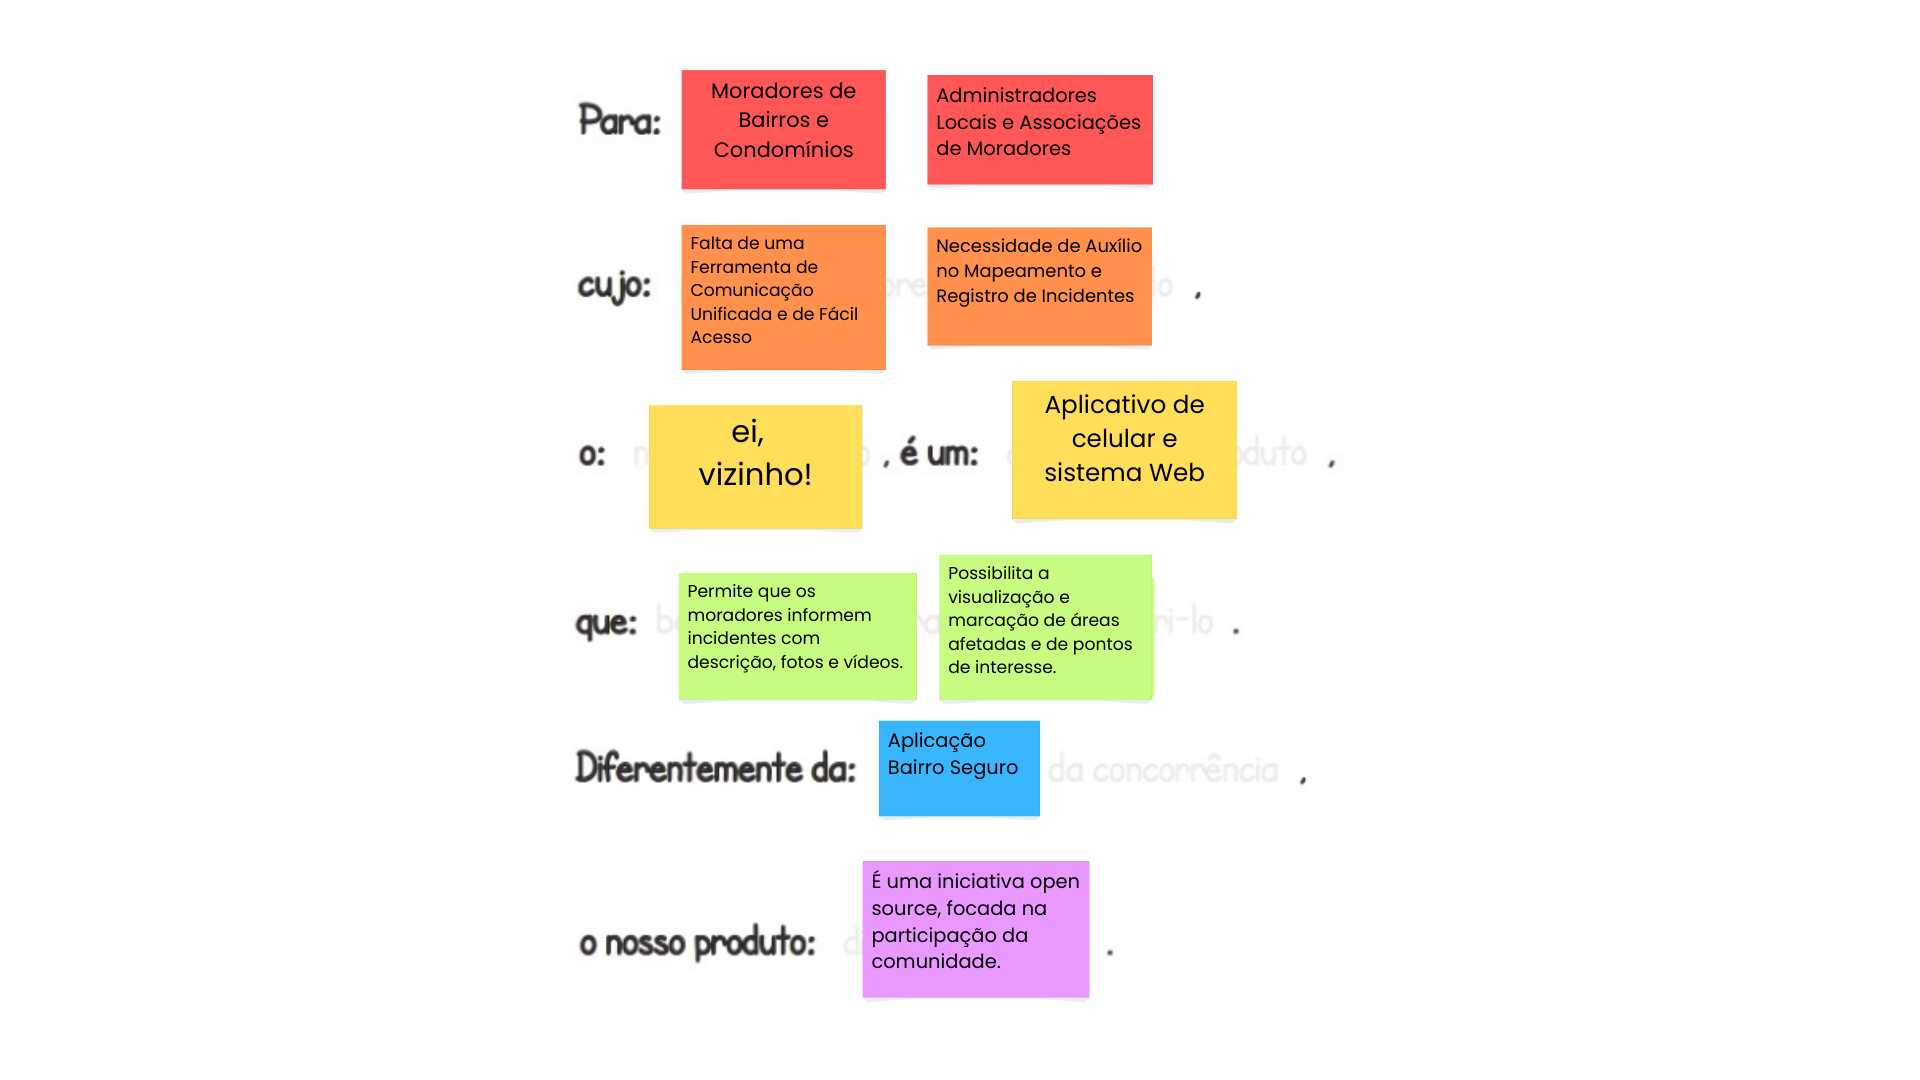 Para:
Moradores de
Bairros e
Condomínios
Administradores
Locais e Associações
de Moradores
cujo:
Falta de uma
Ferramenta de
Comunicação
Unificada e de Fácil
Acesso
Necessidade de Auxílio
no Mapeamento e
Registro de Incidentes
,
o:
ei,
vizinho!
, é um:
Aplicativo de
celular e
sistema Web
,
que:
Permite que os
moradores informem
incidentes com
descrição, fotos e vídeos.
Possibilita a
visualização e
marcação de áreas
afetadas e de pontos
de interesse.
.
Diferentemente da:
Aplicação
Bairro Seguro
da concorrência ,
o nosso produto:
É uma iniciativa open
source, focada na
participação da
comunidade.
.